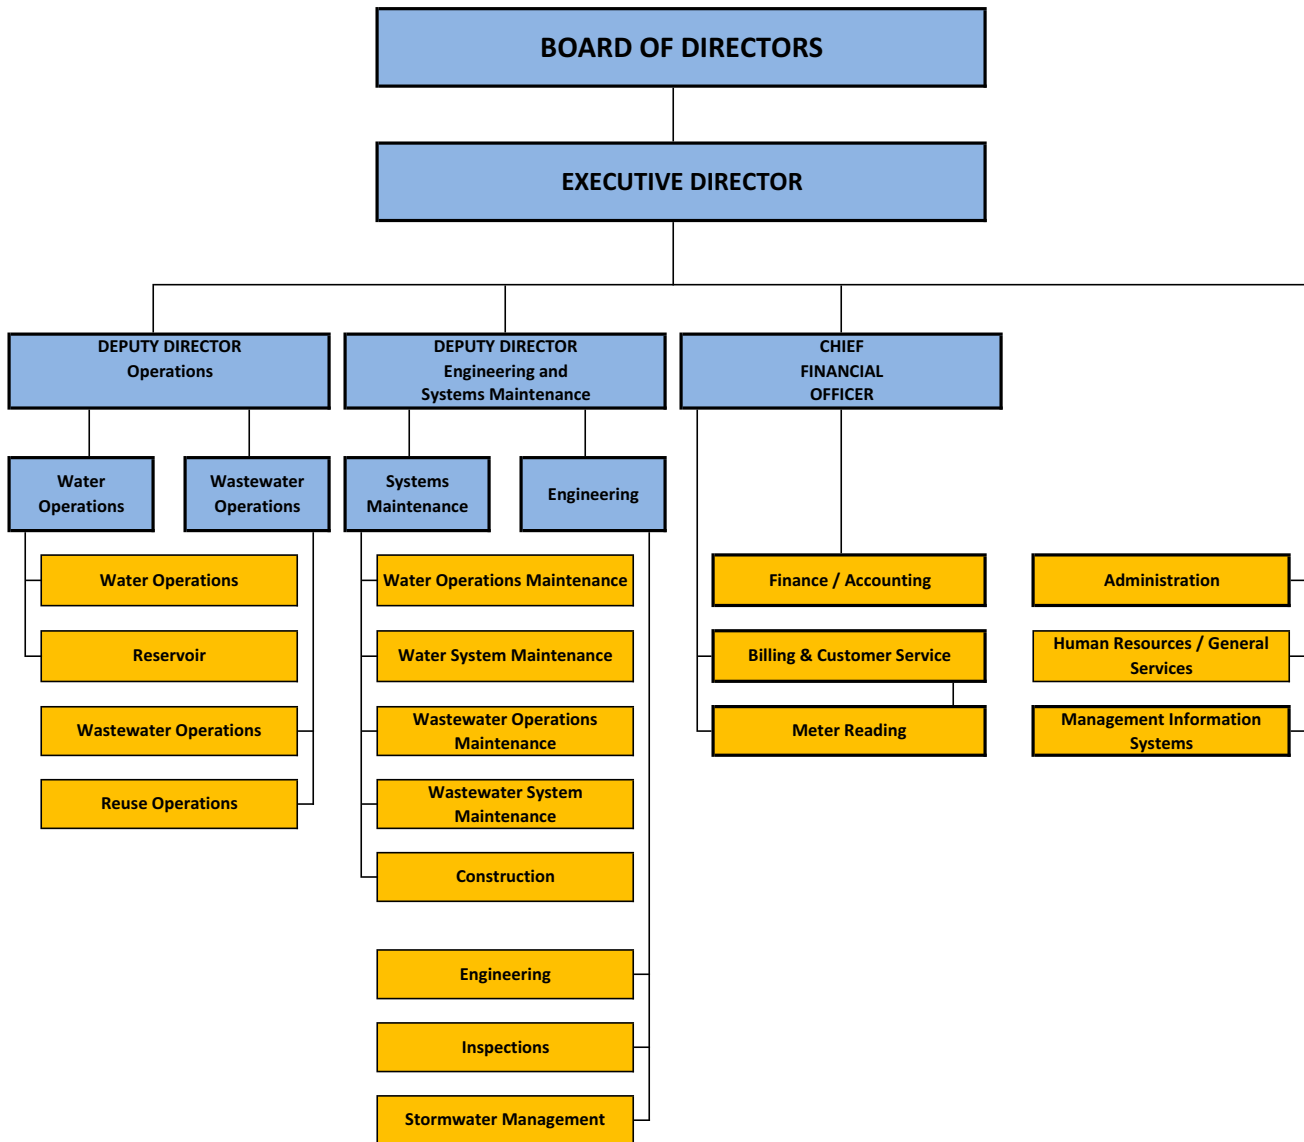 BOARD OF DIRECTORS
EXECUTIVE DIRECTOR
DEPUTY DIRECTOR
Operations
DEPUTY DIRECTOR
Engineering and
Systems Maintenance
CHIEF
FINANCIAL
OFFICER
Water
Operations
Wastewater
Operations
Systems
Maintenance
Engineering
Water Operations
Reservoir
Wastewater Operations
Reuse Operations
Water Operations Maintenance
Water System Maintenance
Wastewater Operations
Maintenance
Wastewater System
Maintenance
Construction
Engineering
Inspections
Stormwater Management
Finance / Accounting
Billing & Customer Service
Meter Reading
Administration
Human Resources / General
Services
Management Information
Systems